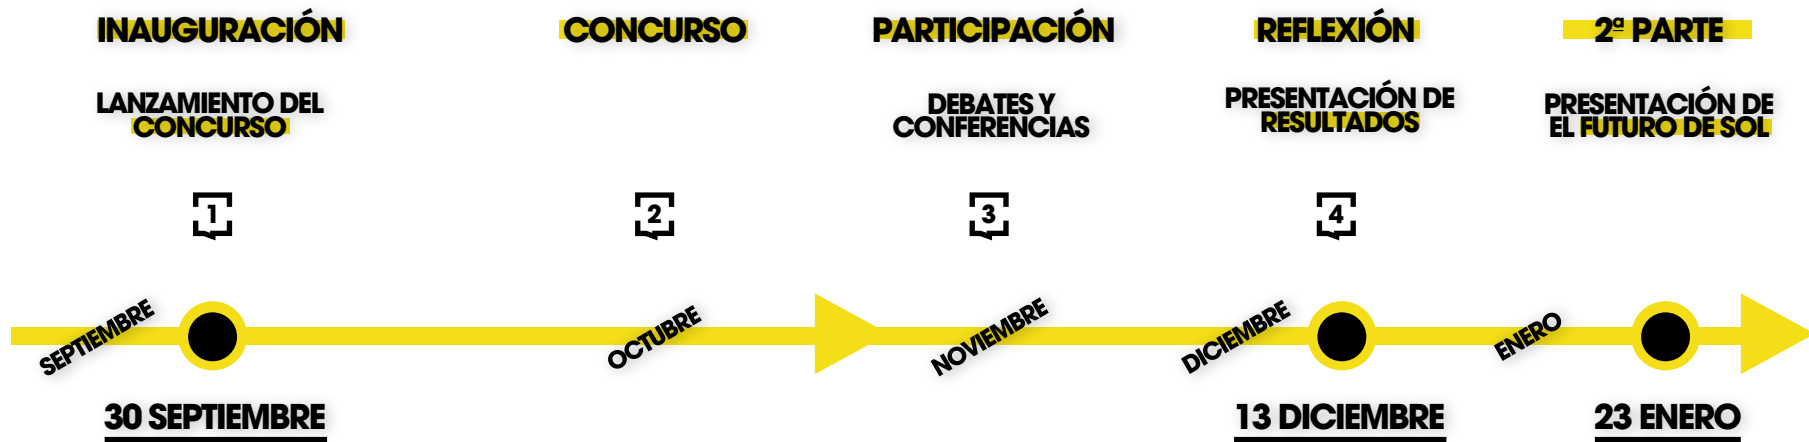 INAUGURACIÓN
CONCURSO
PARTICIPACIÓN
REFLEXIÓN
2ª PARTE
LANZAMIENTO DEL
CONCURSO
DEBATES Y
CONFERENCIAS
PRESENTACIÓN DE
RESULTADOS
PRESENTACIÓN DE
EL FUTURO DE SOL
1
2
3
4
SEPTIEMBRE
OCTUBRE
NOVIEMBRE
DICIEMBRE
ENERO
30 SEPTIEMBRE
13 DICIEMBRE
23 ENERO